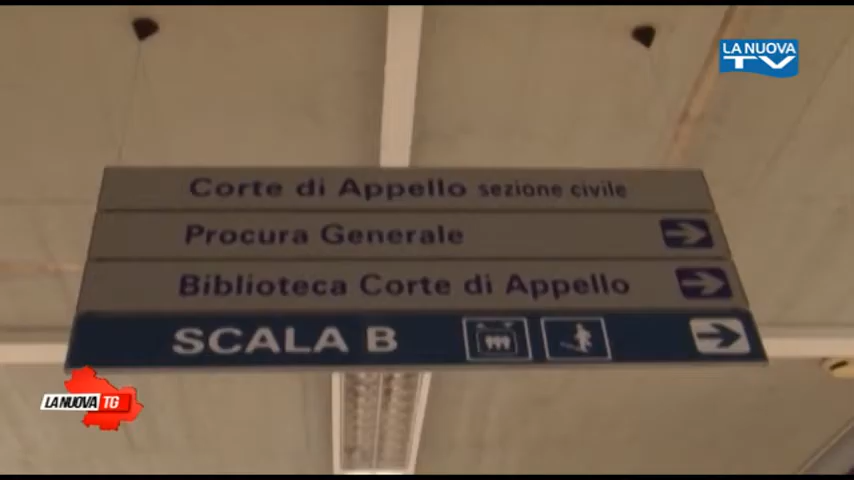 LA NUOVA
TV
Corte di Appello sezione civile
Procura Generale
Biblioteca Corte di Appello
SCALA B
LA NUOVA TG